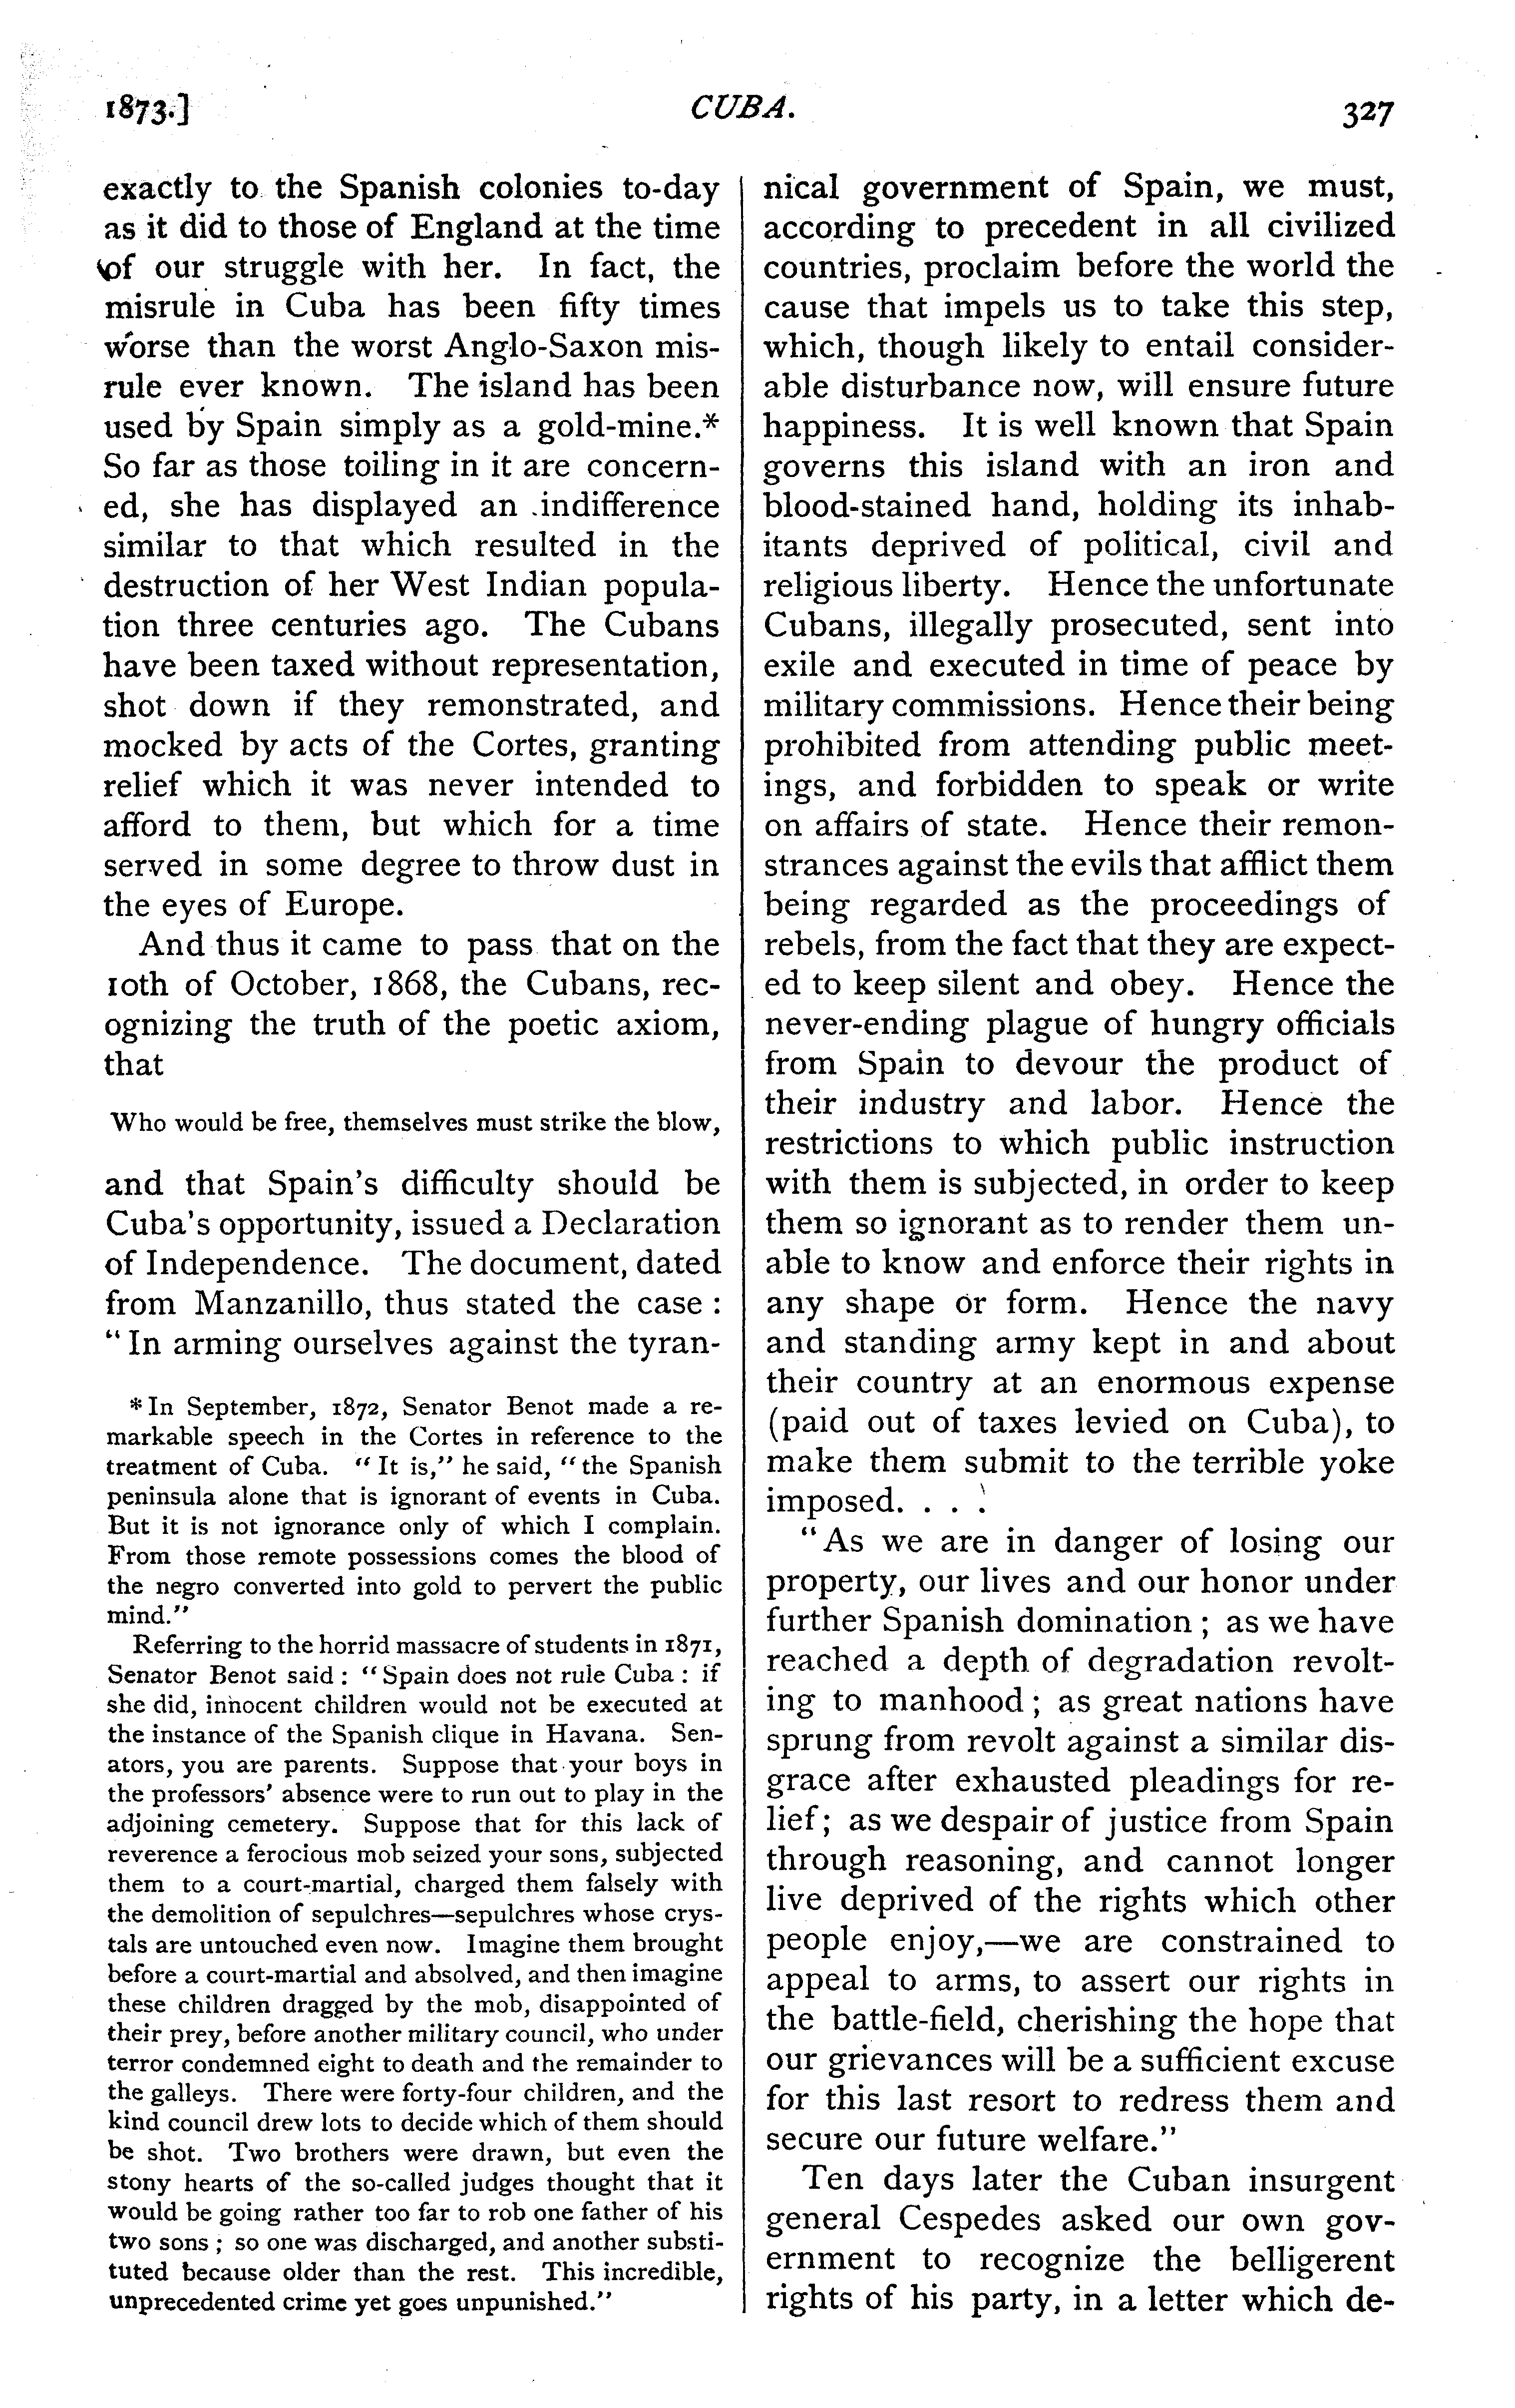 1873.] CUBA. 327
exactly to the Spanish colonies to-day
as it did to those of England at the time
of our struggle with her. In fact, the
misrule in Cuba has been fifty times
worse than the worst Anglo-Saxon mis-
rule ever known. The island has been
used by Spain simply as a gold-mine.*
So far as those toiling in it are concern-
ed, she has displayed an indifference
similar to that which resulted in the
destruction of her West Indian popula-
tion three centuries ago. The Cubans
have been taxed without representation,
shot down if they remonstrated, and
mocked by acts of the Cortes, granting
relief which it was never intended to
afford to them, but which for a time
served in some degree to throw dust in
the eyes of Europe.
And thus it came to pass that on the
10th of October, 1868, the Cubans, rec-
ognizing the truth of the poetic axiom,
that
Who would be free, themselves must strike the blow,
and that Spain's difficulty should be
Cuba's opportunity, issued a Declaration
of Independence. The document, dated
from Manzanillo, thus stated the case :
"In arming ourselves against the tyran-
*In September, 1872, Senator Benot made a re-
markable speech in the Cortes in reference to the
treatment of Cuba. "It is," he said, "the Spanish
peninsula alone that is ignorant of events in Cuba.
But it is not ignorance only of which I complain.
From those remote possessions comes the blood of
the negro converted into gold to pervert the public
mind."
Referring to the horrid massacre of students in 1871,
Senator Benot said : "Spain does not rule Cuba : if
she did, innocent children would not be executed at
the instance of the Spanish clique in Havana. Sen-
ators, you are parents. Suppose that your boys in
the professors' absence were to run out to play in the
adjoining cemetery. Suppose that for this lack of
reverence a ferocious mob seized your sons, subjected
them to a court-martial, charged them falsely with
the demolition of sepulchres—sepulchres whose crys-
tals are untouched even now. Imagine them brought
before a court-martial and absolved, and then imagine
these children dragged by the mob, disappointed of
their prey, before another military council, who under
terror condemned eight to death and the remainder to
the galleys. There were forty-four children, and the
kind council drew lots to decide which of them should
be shot. Two brothers were drawn, but even the
stony hearts of the so-called judges thought that it
would be going rather too far to rob one father of his
two sons ; so one was discharged, and another substi-
tuted because older than the rest. This incredible,
unprecedented crime yet goes unpunished."
nical government of Spain, we must,
according to precedent in all civilized
countries, proclaim before the world the
cause that impels us to take this step,
which, though likely to entail consider-
able disturbance now, will ensure future
happiness. It is well known that Spain
governs this island with an iron and
blood-stained hand, holding its inhab-
itants deprived of political, civil and
religious liberty. Hence the unfortunate
Cubans, illegally prosecuted, sent into
exile and executed in time of peace by
military commissions. Hence their being
prohibited from attending public meet-
ings, and forbidden to speak or write
on affairs of state. Hence their remon-
strances against the evils that afflict them
being regarded as the proceedings of
rebels, from the fact that they are expect-
ed to keep silent and obey. Hence the
never-ending plague of hungry officials
from Spain to devour the product of
their industry and labor. Hence the
restrictions to which public instruction
with them is subjected, in order to keep
them so ignorant as to render them un-
able to know and enforce their rights in
any shape or form. Hence the navy
and standing army kept in and about
their country at an enormous expense
(paid out of taxes levied on Cuba), to
make them submit to the terrible yoke
imposed. . . .
"As we are in danger of losing our
property, our lives and our honor under
further Spanish domination ; as we have
reached a depth of degradation revolt-
ing to manhood ; as great nations have
sprung from revolt against a similar dis-
grace after exhausted pleadings for re-
lief ; as we despair of justice from Spain
through reasoning, and cannot longer
live deprived of the rights which other
people enjoy,—we are constrained to
appeal to arms, to assert our rights in
the battle-field, cherishing the hope that
our grievances will be a sufficient excuse
for this last resort to redress them and
secure our future welfare."
Ten days later the Cuban insurgent
general Cespedes asked our own gov-
ernment to recognize the belligerent
rights of his party, in a letter which de-